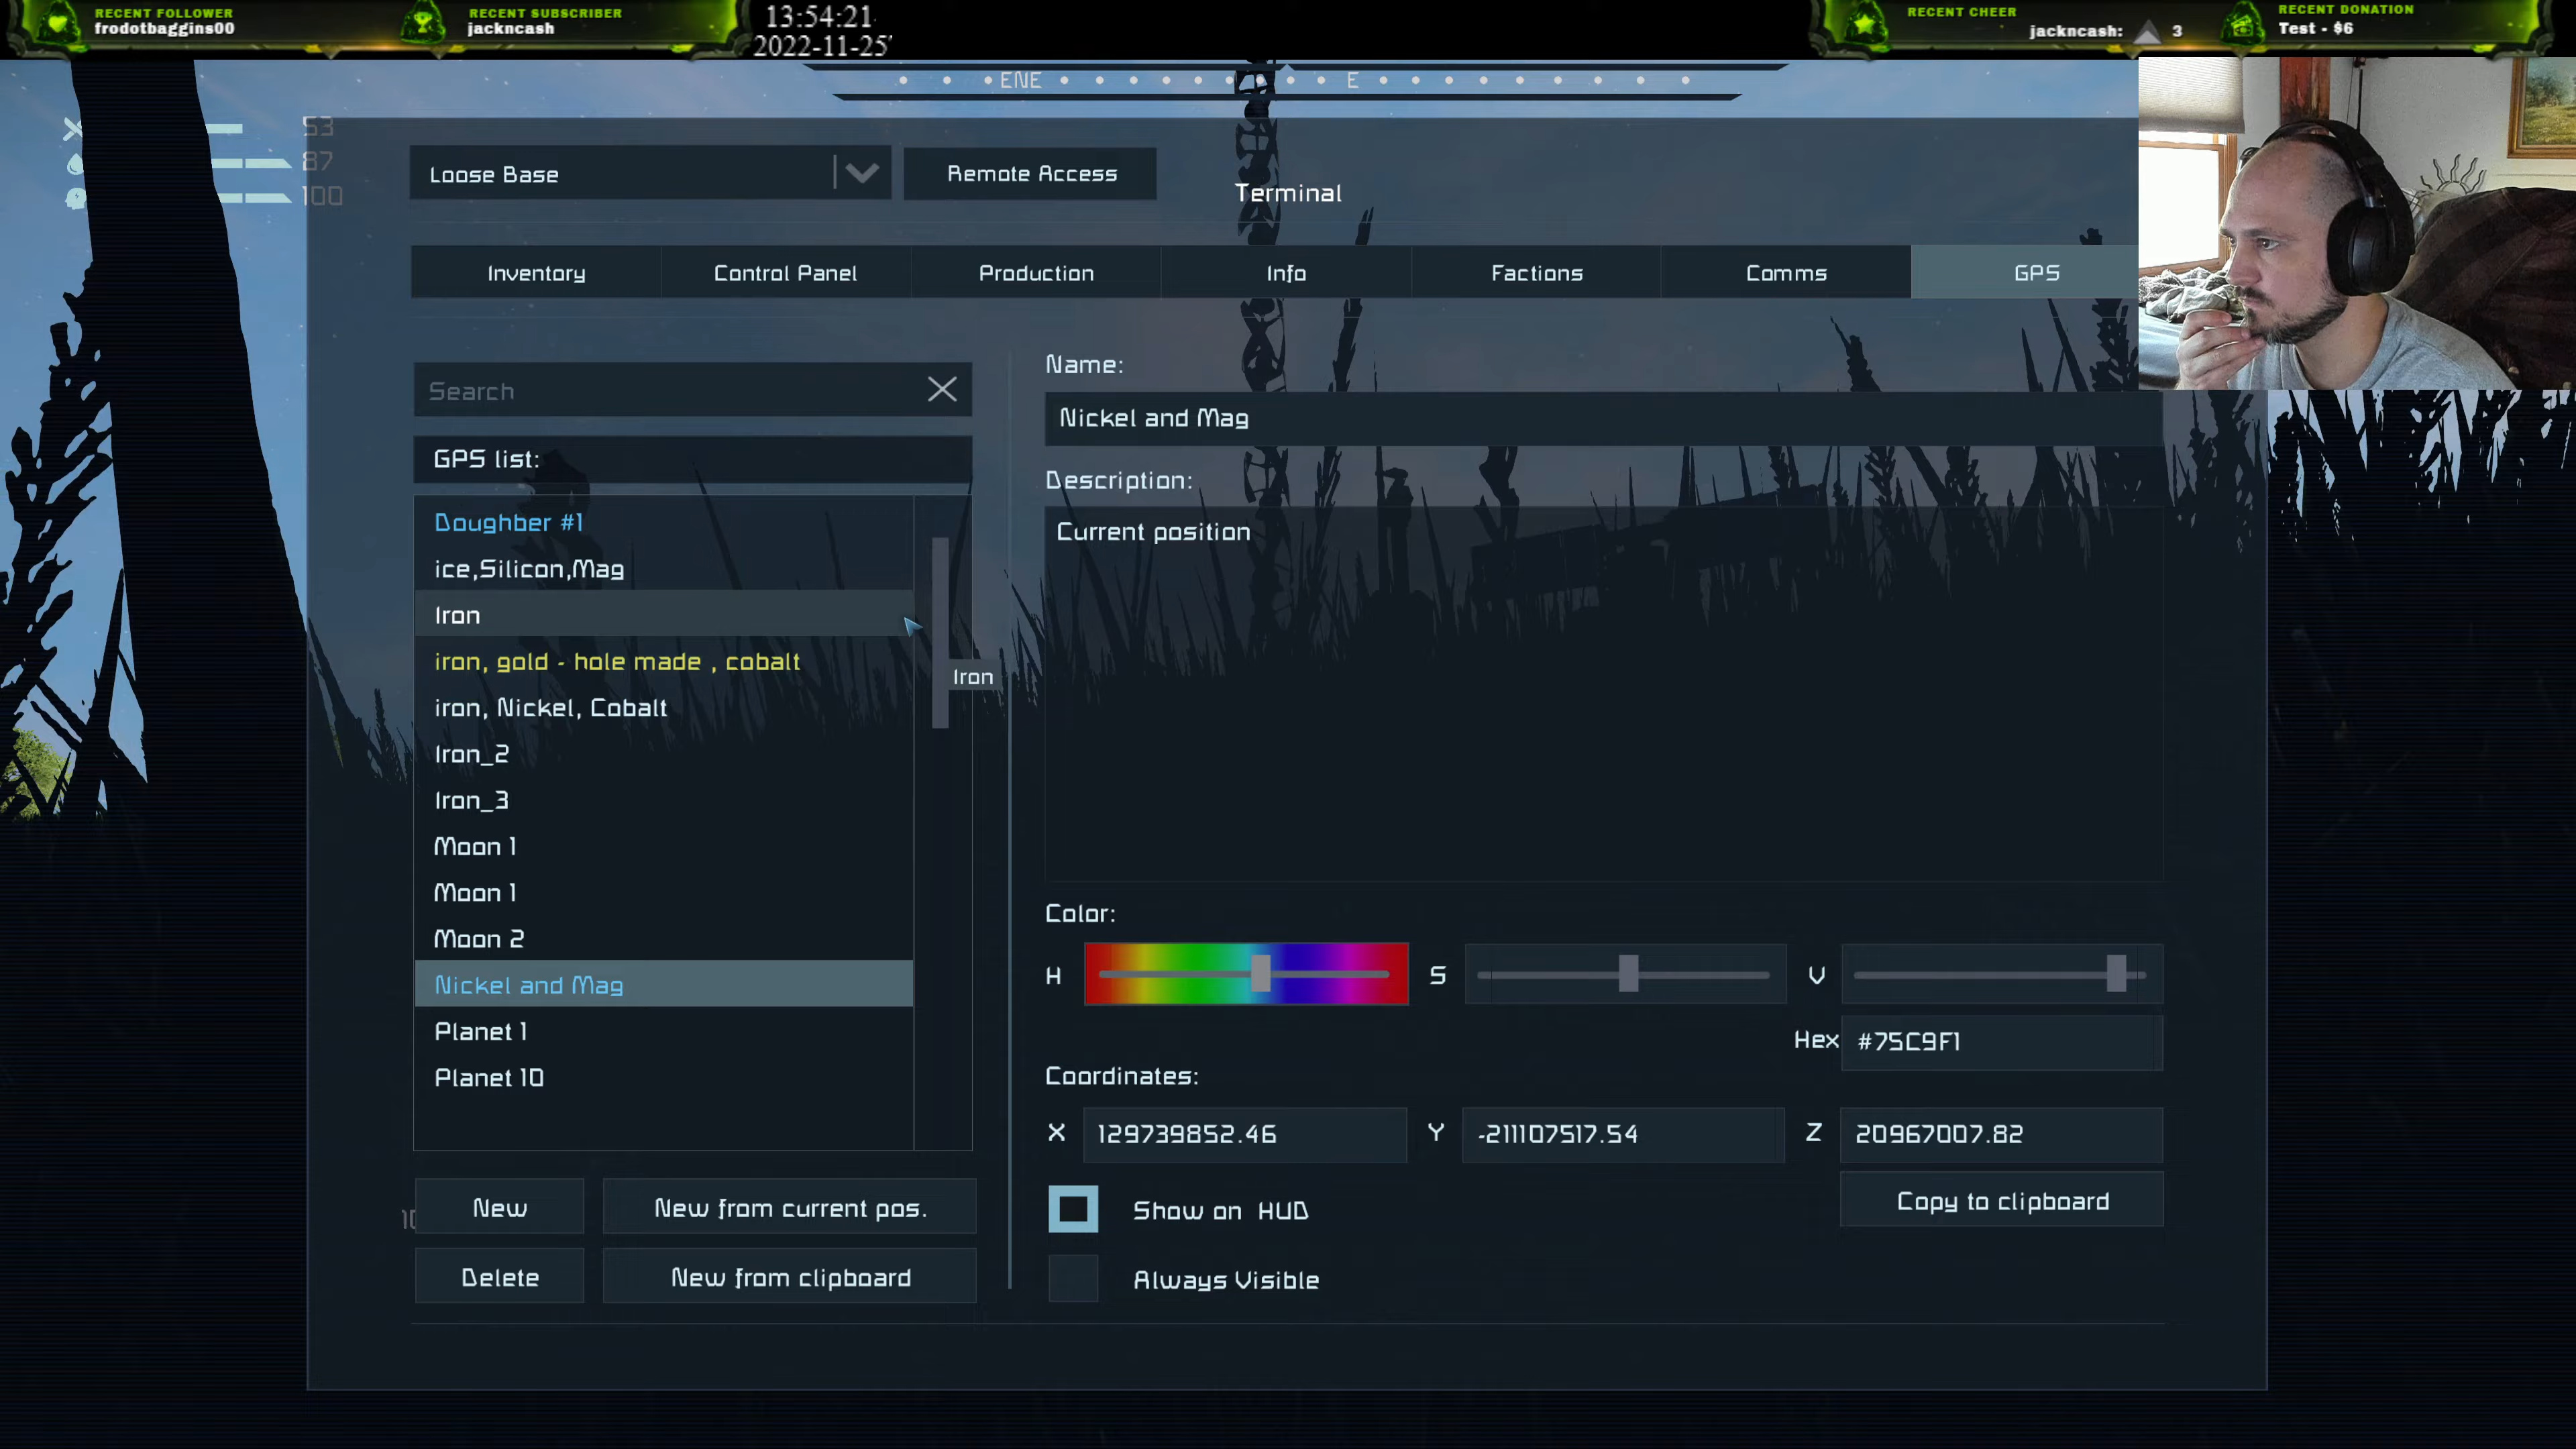 RECENT FOLLOWER
frodotbaggins00
RECENT SUBSCRIBER
jackncash
13:54:21
2022-11-25
RECENT CHEER
jackncash: 3
RECENT DONATION
Test - $6
ENE E
53
87
100
Loose Base
Remote Access
Terminal
Inventory
Control Panel
Production
Info
Factions
Comms
GPS
Search
GPS list:
Doughber #1
ice,Silicon,Mag
Iron
iron, gold - hole made , cobalt
Iron
iron, Nickel, Cobalt
Iron_2
Iron_3
Moon 1
Moon 1
Moon 2
Nickel and Mag
Planet 1
Planet 10
New
New from current pos.
Delete
New from clipboard
Name:
Nickel and Mag
Description:
Current position
Color:
H
S
V
Hex #75C9F1
Coordinates:
X 129739852.46
Y -211107517.54
Z 20967007.82
Show on HUD
Copy to clipboard
Always Visible